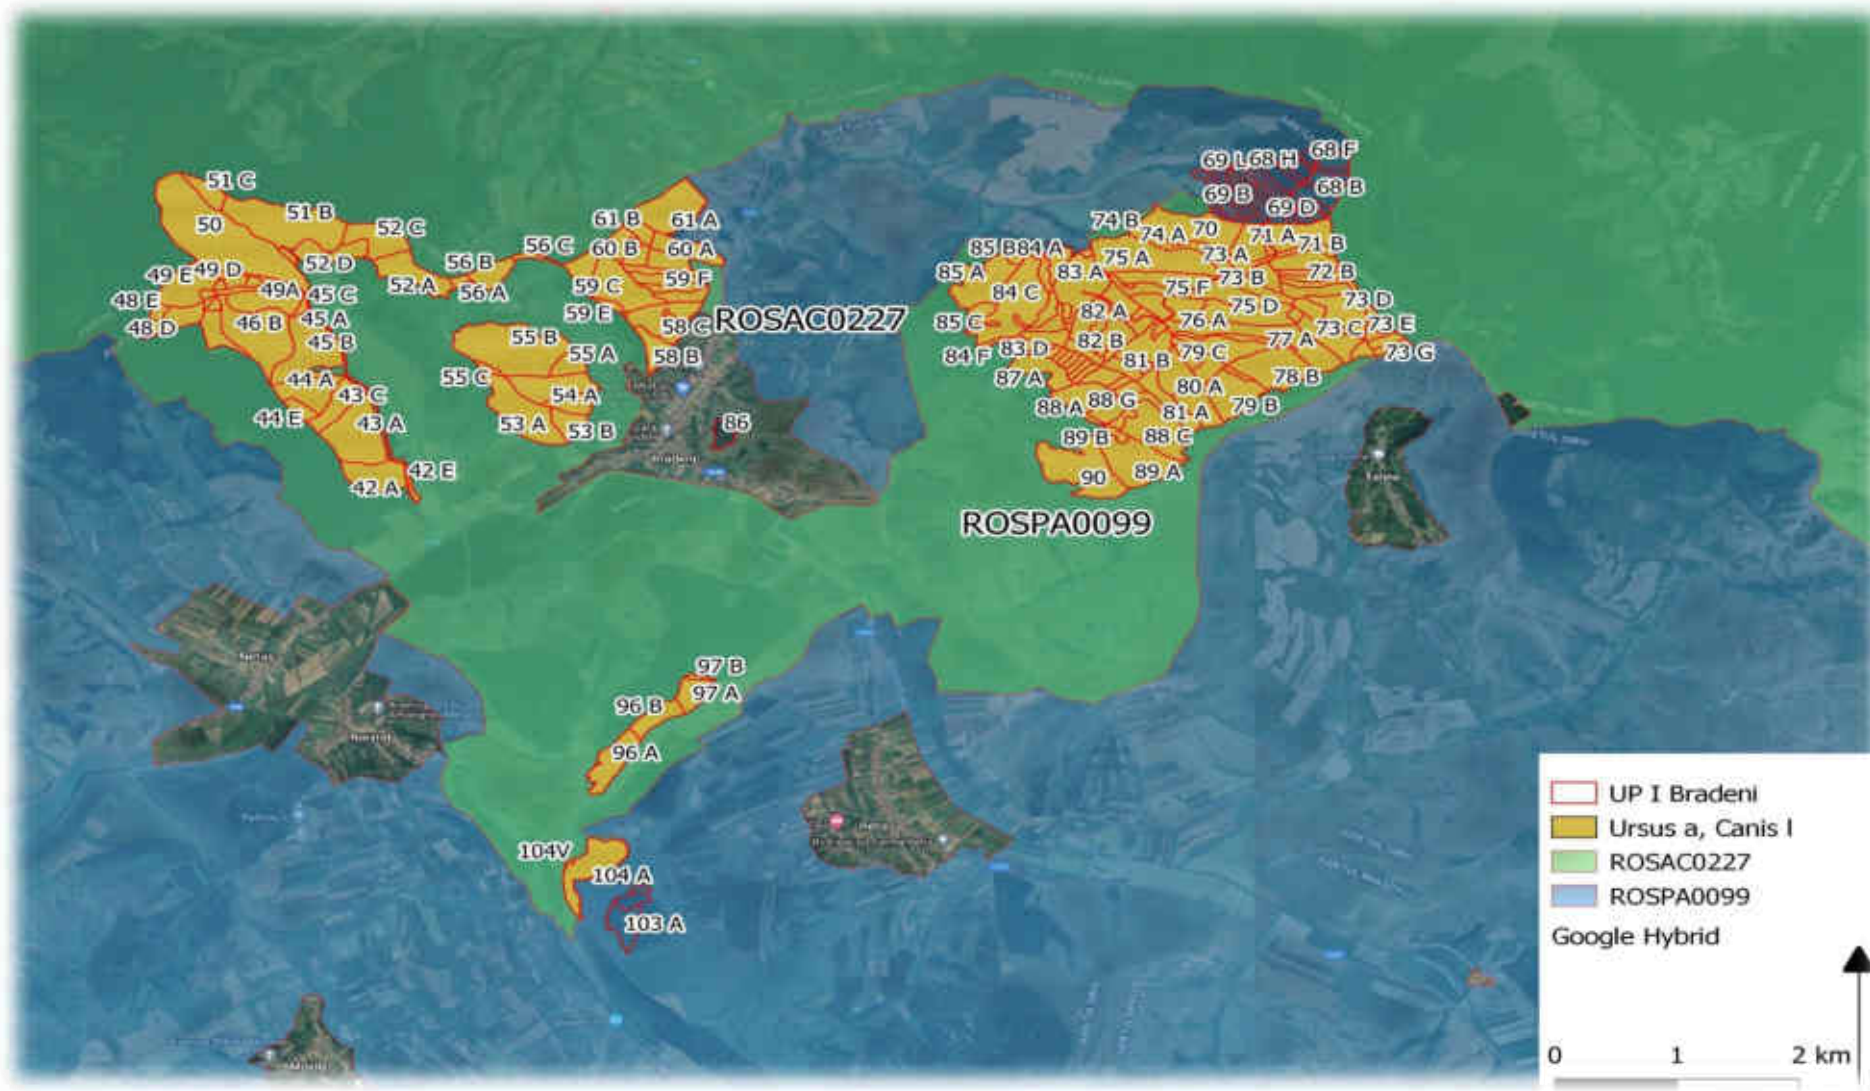 69 L
68 H
68 F
51 C
69 B
68 B
51 B
69 D
50
52 C
61 B
61 A
74 B
70
74 A
71 A
71 B
56 C
60 B
60 A
85 B
84 A
75 A
73 A
49 E
49 D
52 D
56 B
85 A
83 A
73 B
72 B
59 F
52 A
56 A
59 C
84 C
75 F
48 E
49A
45 C
73 D
75 D
59 E
82 A
45 A
46 B
48 D
58 C
ROSAC0227
85 C
76 A
73 C
73 E
55 B
45 B
82 B
77 A
83 D
84 F
55 A
58 B
81 B
79 C
73 G
44 A
55 C
87 A
78 B
43 C
54 A
80 A
88 A
88 G
79 B
44 E
43 A
53 A
53 B
86
81 A
89 B
88 C
Bradeni
42 E
42 A
90
89 A
ROSPA0099
Netus
97 B
97 A
96 B
96 A
104V
104 A
103 A
UP I Bradeni
Ursus a, Canis l
ROSAC0227
ROSPA0099
Google Hybrid
0 1 2 km